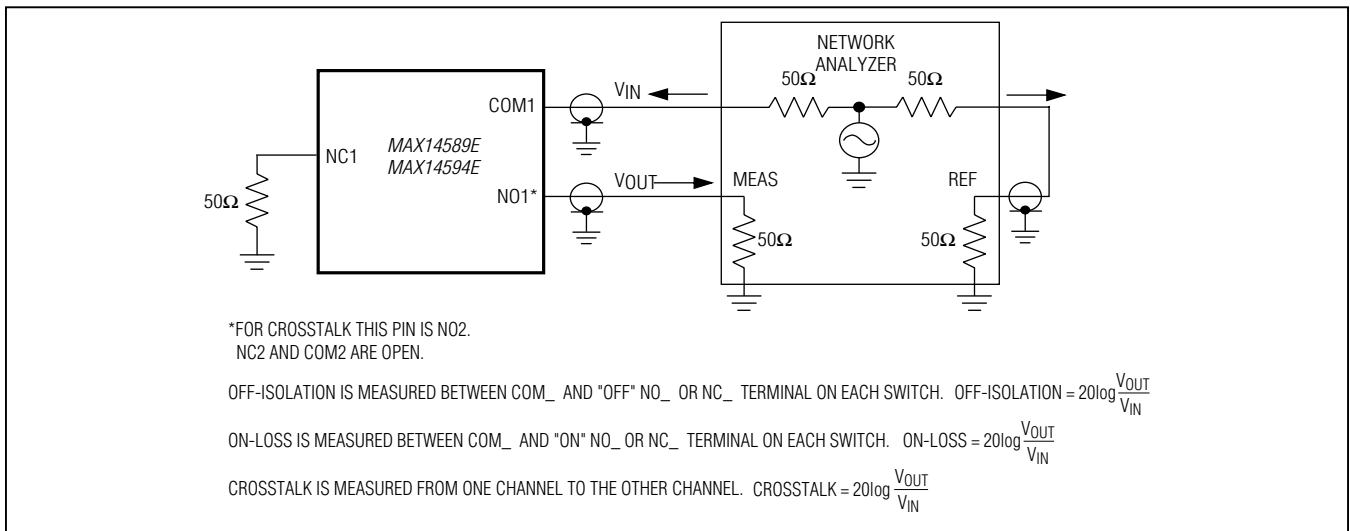 NETWORK
ANALYZER
50Ω 50Ω
VIN
COM1
NC1
MAX14589E
MAX14594E
50Ω
NO1*
VOUT
MEAS REF
50Ω 50Ω
*FOR CROSSTALK THIS PIN IS NO2.
NC2 AND COM2 ARE OPEN.
OFF-ISOLATION IS MEASURED BETWEEN COM_ AND "OFF" NO_ OR NC_ TERMINAL ON EACH SWITCH. OFF-ISOLATION = 20log VOUT/VIN
ON-LOSS IS MEASURED BETWEEN COM_ AND "ON" NO_ OR NC_ TERMINAL ON EACH SWITCH. ON-LOSS = 20log VOUT/VIN
CROSSTALK IS MEASURED FROM ONE CHANNEL TO THE OTHER CHANNEL. CROSSTALK = 20log VOUT/VIN